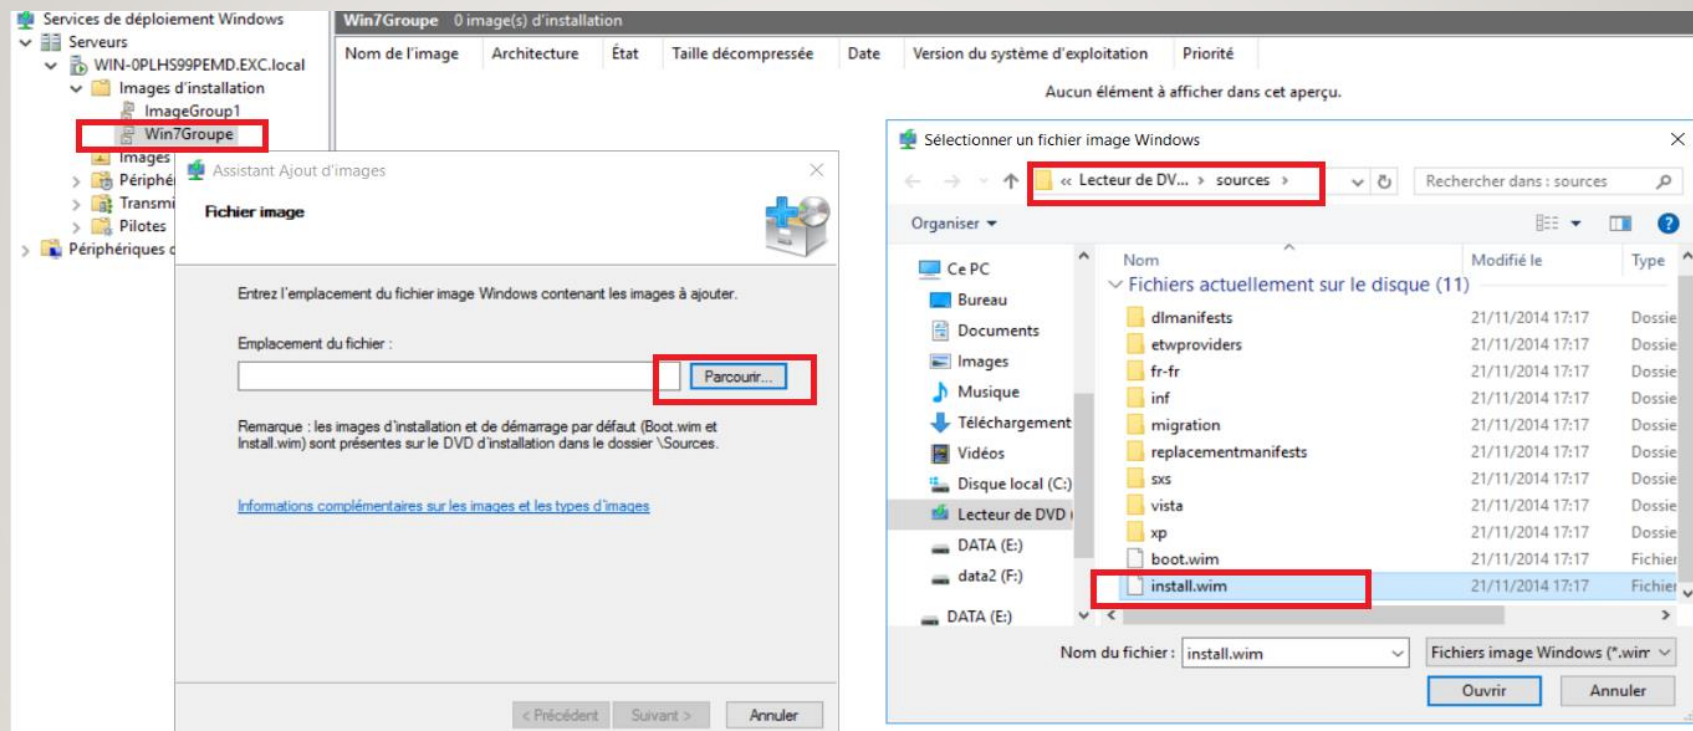 Services de déploiement Windows
Serveurs
WIN-0PLHS99PEMD.EXC.local
Images d'installation
ImageGroup1
Win7Groupe
Images
Périphé
Transmi
Pilotes
Périphériques
Win7Groupe 0 image(s) d'installation
Nom de l'image Architecture État Taille décompressée Date Version du système d'exploitation Priorité
Aucun élément à afficher dans cet aperçu.
Assistant Ajout d'images
Fichier image
Entrez l'emplacement du fichier image Windows contenant les images à ajouter.
Emplacement du fichier :
Parcourir...
Remarque : les images d'installation et de démarrage par défaut (Boot.wim et
Install.wim) sont présentes sur le DVD d'installation dans le dossier \Sources.
Informations complémentaires sur les images et les types d'images
< Précédent Suivant > Annuler
Sélectionner un fichier image Windows
« Lecteur de DV... › sources ›
Rechercher dans : sources
Organiser
Ce PC
Bureau
Documents
Images
Musique
Téléchargement
Vidéos
Disque local (C:)
Lecteur de DVD
DATA (E:)
data2 (F:)
DATA (E:)
Nom Modifié le Type
Fichiers actuellement sur le disque (11)
dlmanifests 21/11/2014 17:17 Dossie
etwproviders 21/11/2014 17:17 Dossie
fr-fr 21/11/2014 17:17 Dossie
inf 21/11/2014 17:17 Dossie
migration 21/11/2014 17:17 Dossie
replacementmanifests 21/11/2014 17:17 Dossie
sxs 21/11/2014 17:17 Dossie
vista 21/11/2014 17:17 Dossie
xp 21/11/2014 17:17 Dossie
boot.wim 21/11/2014 17:17 Fichier
install.wim 21/11/2014 17:17 Fichier
Nom du fichier : install.wim
Fichiers image Windows (*.wim
Ouvrir Annuler